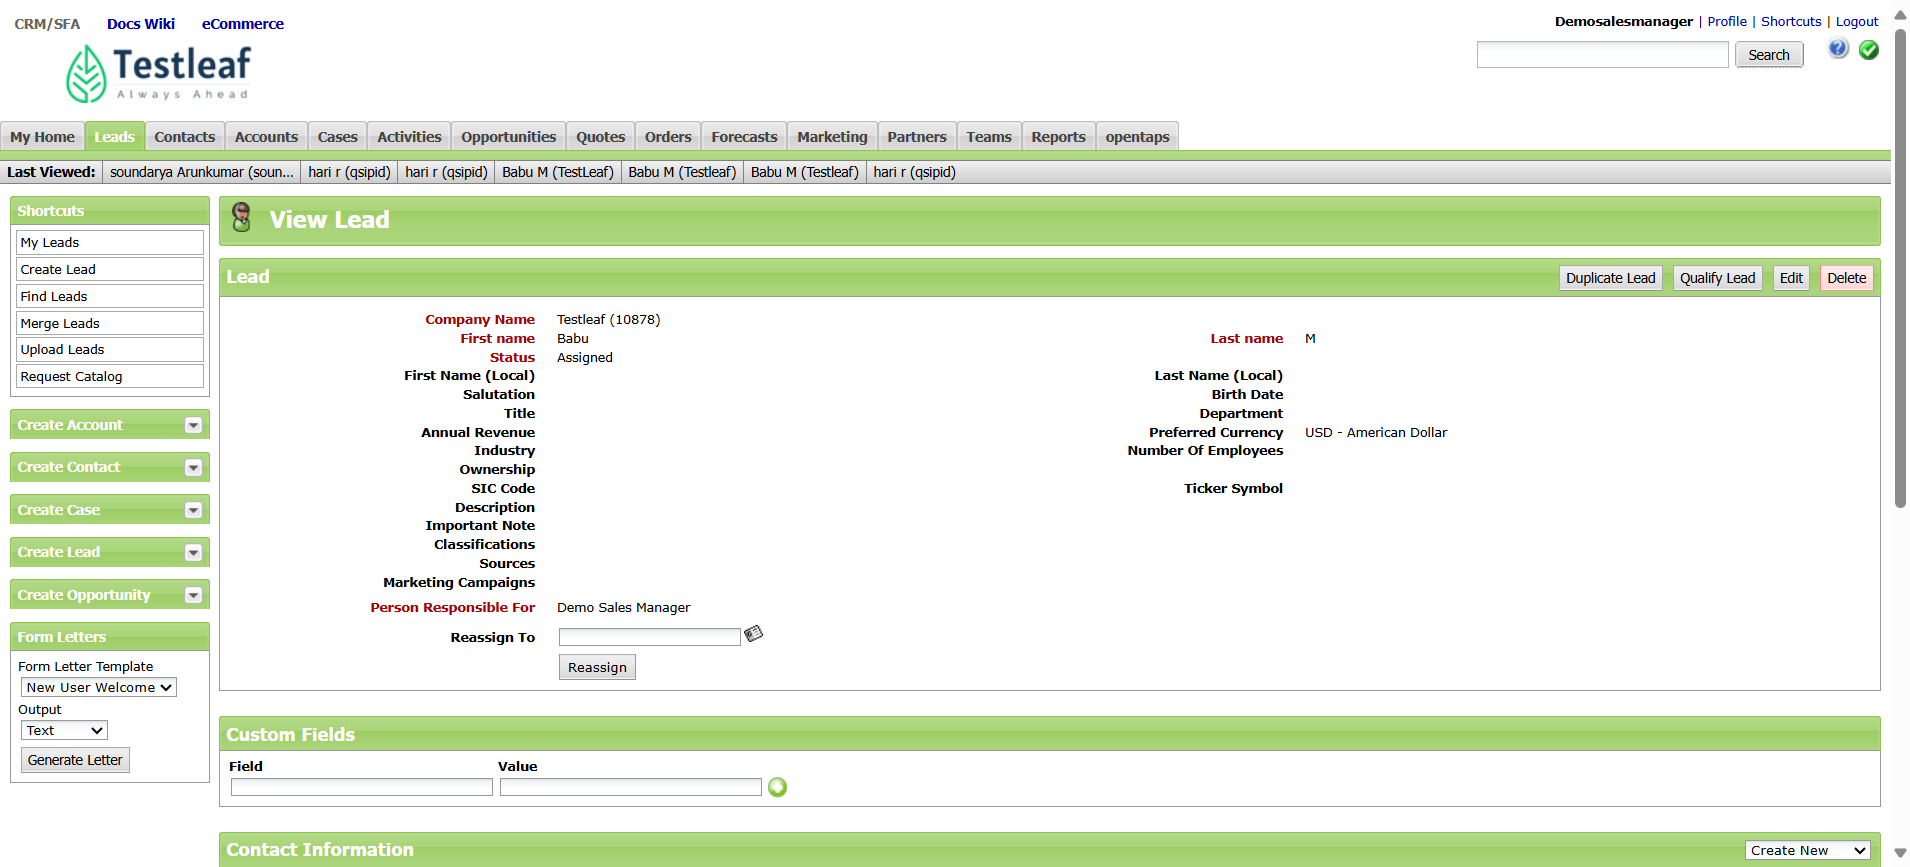 CRM/SFA Docs Wiki eCommerce
Demosalesmanager | Profile | Shortcuts | Logout
Testleaf
Always Ahead
Search
My Home Leads Contacts Accounts Cases Activities Opportunities Quotes Orders Forecasts Marketing Partners Teams Reports opentaps
Last Viewed: soundarya Arunkumar (soun... hari r (qsipid) hari r (qsipid) Babu M (TestLeaf) Babu M (Testleaf) Babu M (Testleaf) hari r (qsipid)
Shortcuts
My Leads
Create Lead
Find Leads
Merge Leads
Upload Leads
Request Catalog
Create Account
Create Contact
Create Case
Create Lead
Create Opportunity
Form Letters
Form Letter Template
New User Welcome
Output
Text
Generate Letter
View Lead
Lead
Duplicate Lead Qualify Lead Edit Delete
Company Name Testleaf (10878)
First name Babu Last name M
Status Assigned
First Name (Local) Last Name (Local)
Salutation Birth Date
Title Department
Annual Revenue Preferred Currency USD - American Dollar
Industry Number Of Employees
Ownership
SIC Code Ticker Symbol
Description
Important Note
Classifications
Sources
Marketing Campaigns
Person Responsible For Demo Sales Manager
Reassign To
Reassign
Custom Fields
Field Value
Contact Information Create New